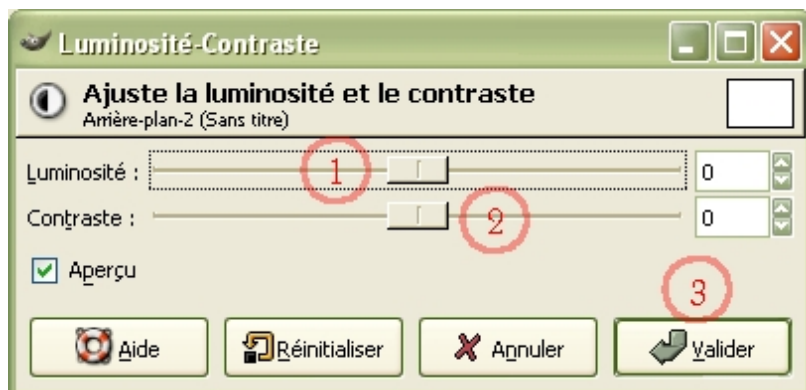 Luminosité-Contraste
Ajuste la luminosité et le contraste
Arrière-plan-2 (Sans titre)
1
Luminosité : 0
Contraste : 0
2
Aperçu
3
Aide Réinitialiser Annuler Valider